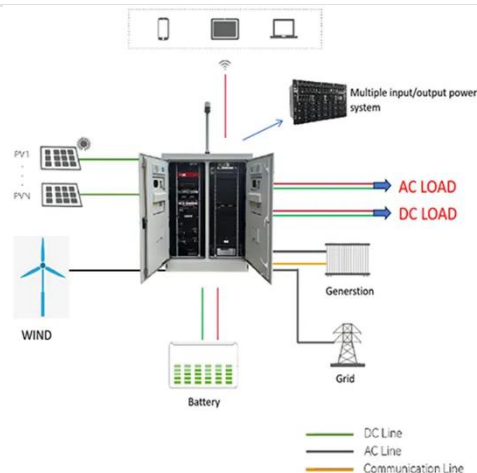 Multiple input/output power
system
PV1
PVN
AC LOAD
DC LOAD
WIND
Generstion
Grid
Battery
DC Line
AC Line
Communication Line